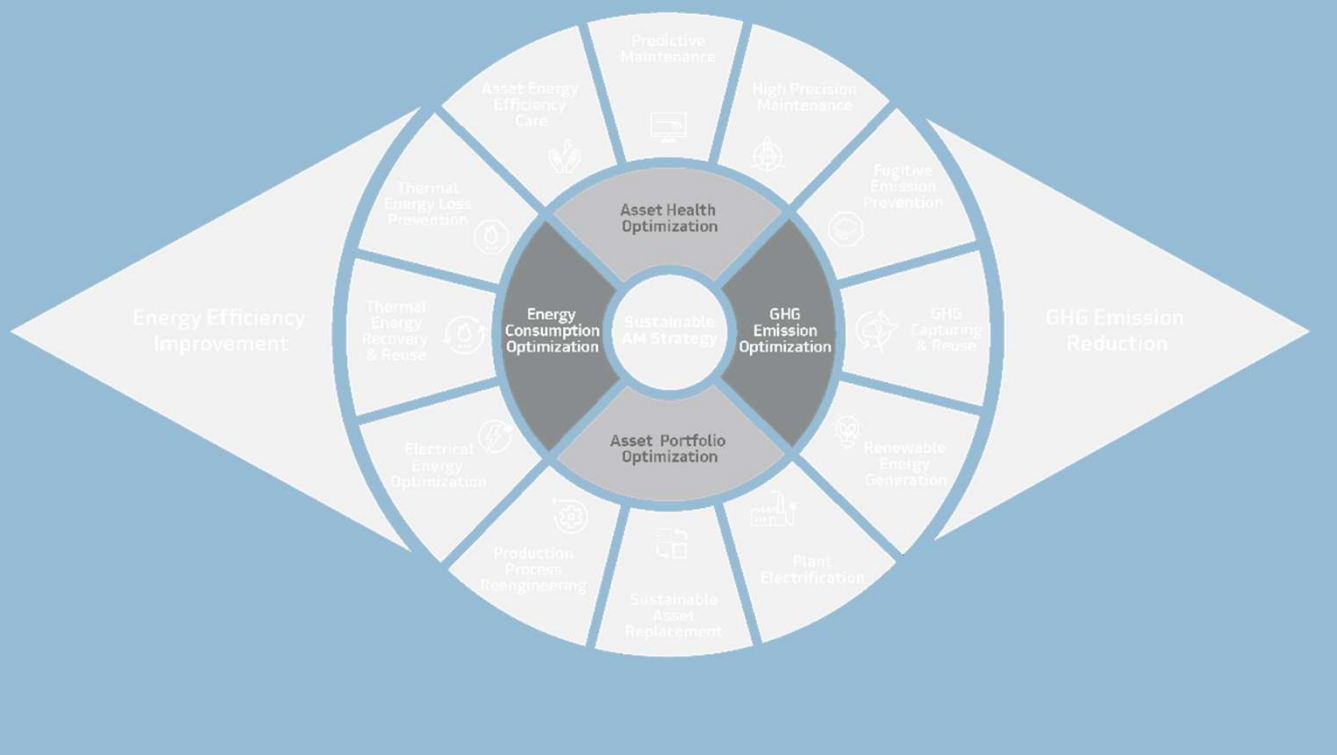 Predictive
Maintenance
Asset Energy
Efficiency
Care
High Precision
Maintenance
Thermal
Energy Loss
Prevention
Fugitive
Emission
Prevention
Asset Health
Optimization
Energy Efficiency
Improvement
Thermal
Energy
Recovery
& Reuse
Energy
Consumption
Optimization
Sustainable
AM Strategy
GHG
Emission
Optimization
GHG
Capturing
& Reuse
GHG Emission
Reduction
Electrical
Energy
Optimization
Asset Portfolio
Optimization
Renewable
Energy
Generation
Production
Process
Reengineering
Sustainable
Asset
Replacement
Plant
Electrification